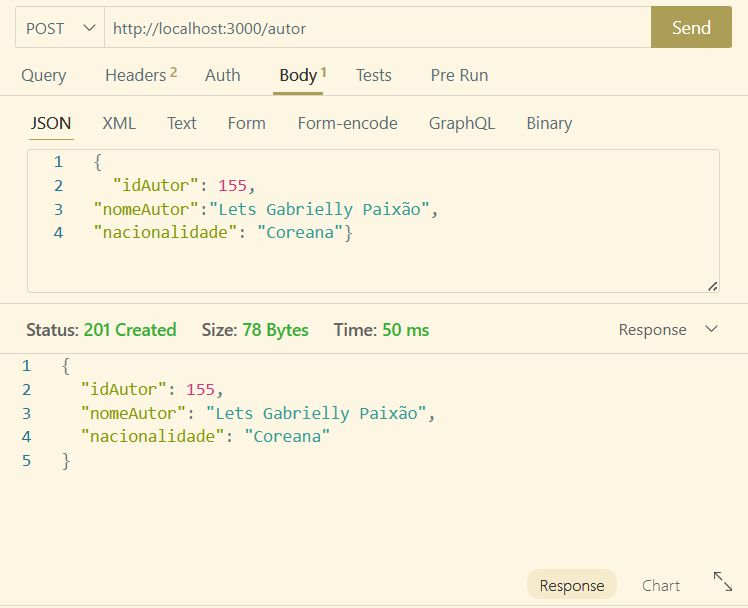 POST http://localhost:3000/autor Send
Query Headers 2 Auth Body 1 Tests Pre Run
JSON XML Text Form Form-encode GraphQL Binary
1 {
2 "idAutor": 155,
3 "nomeAutor":"Lets Gabrielly Paixão",
4 "nacionalidade": "Coreana"}
Status: 201 Created Size: 78 Bytes Time: 50 ms Response
1 {
2 "idAutor": 155,
3 "nomeAutor": "Lets Gabrielly Paixão",
4 "nacionalidade": "Coreana"
5 }
Response Chart